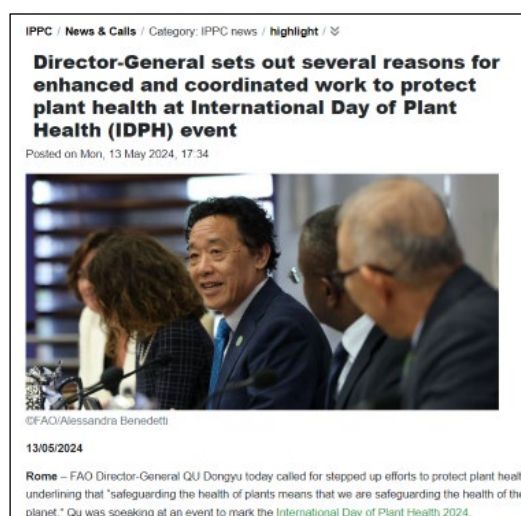 IPPC / News & Calls / Category: IPPC news / highlight /
Director-General sets out several reasons for
enhanced and coordinated work to protect
plant health at International Day of Plant
Health (IDPH) event
Posted on Mon, 13 May 2024, 17:34
©FAO/Alessandra Benedetti
13/05/2024
Rome – FAO Director-General QU Dongyu today called for stepped up efforts to protect plant healt
underlining that "safeguarding the health of plants means that we are safeguarding the health of the
planet." Qu was speaking at an event to mark the International Day of Plant Health 2024.